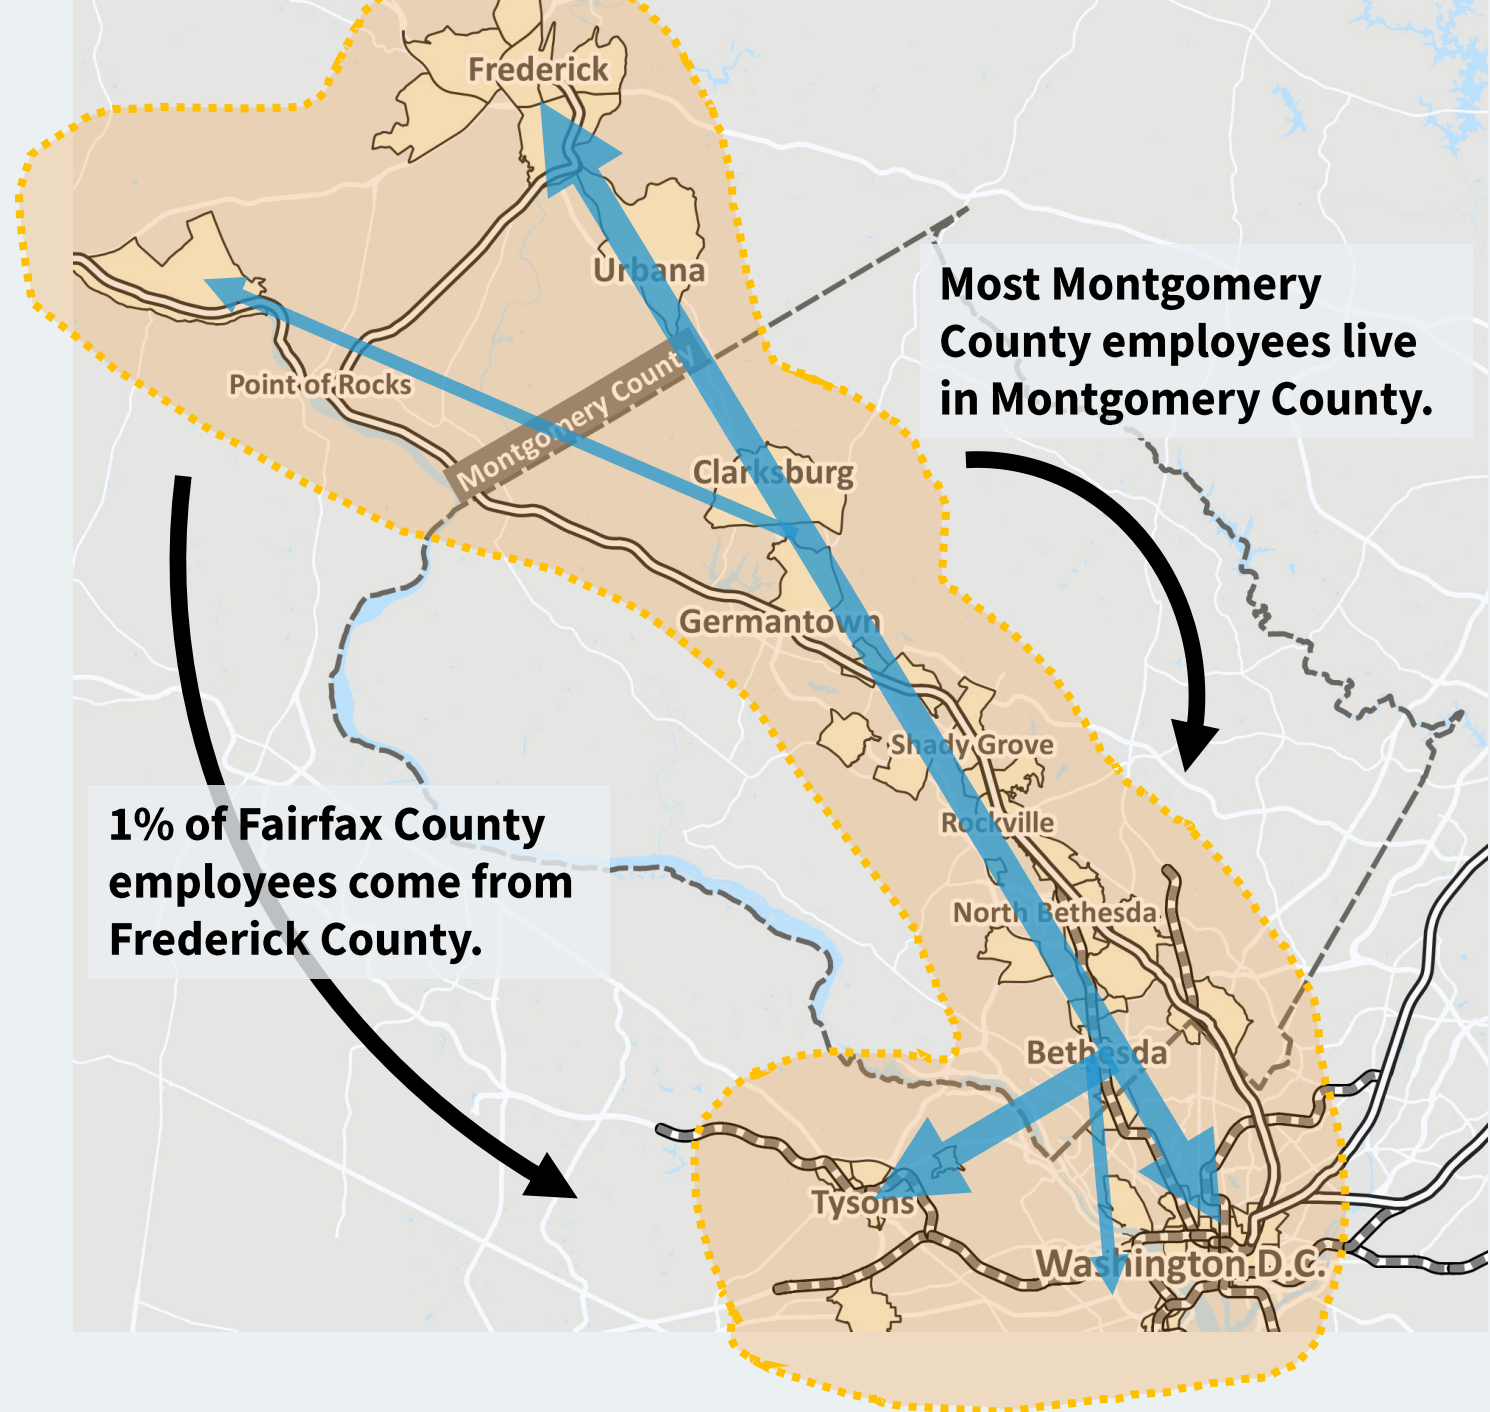 Frederick
Urbana
Most Montgomery
County employees live
in Montgomery County.
Point of Rocks
Montgomery County
Clarksburg
Germantown
Shady Grove
Rockville
1% of Fairfax County
employees come from
Frederick County.
North Bethesda
Bethesda
Tysons
Washington D.C.